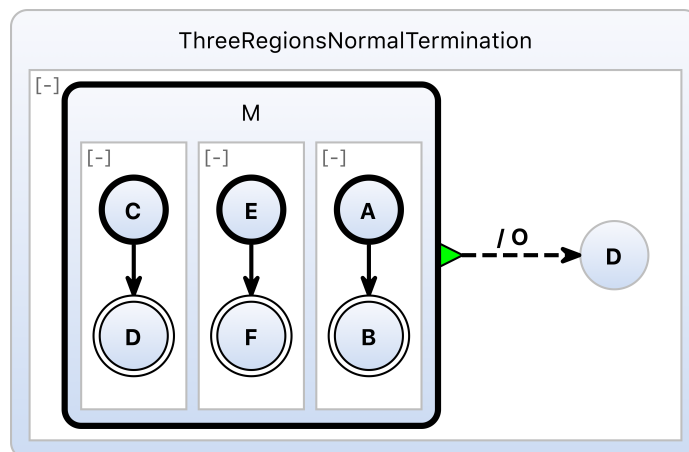 ThreeRegionsNormalTermination
[-]
M
[-] [-] [-]
C E A
/ O
D
D F B